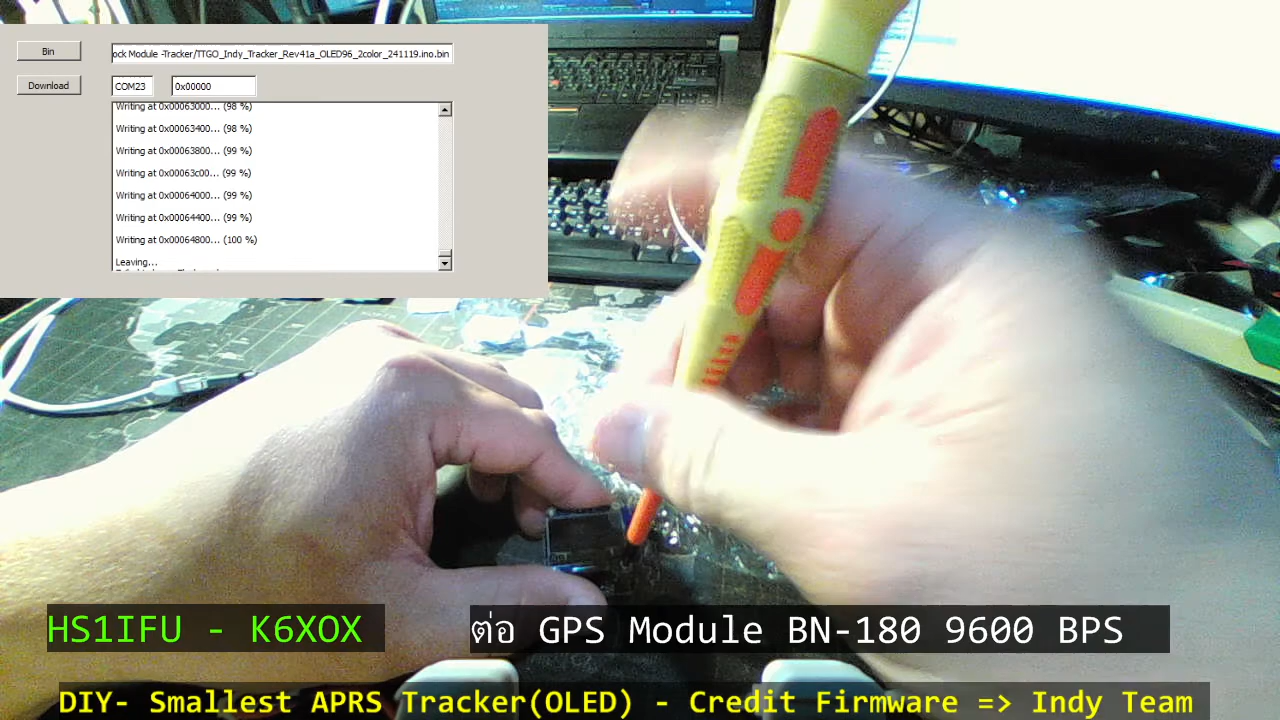 Bin
ock Module -Tracker/TTGO_Indy_Tracker_Rev41a_OLED96_2color_241119.ino.bin
Download
COM23
0x00000
Writing at 0x00063000... (98 %)
Writing at 0x00063400... (98 %)
Writing at 0x00063800... (99 %)
Writing at 0x00063c00... (99 %)
Writing at 0x00064000... (99 %)
Writing at 0x00064400... (99 %)
Writing at 0x00064800... (100 %)
Leaving...
acer
HS1IFU - K6XOX
ต่อ GPS Module BN-180 9600 BPS
DIY- Smallest APRS Tracker(OLED) - Credit Firmware => Indy Team